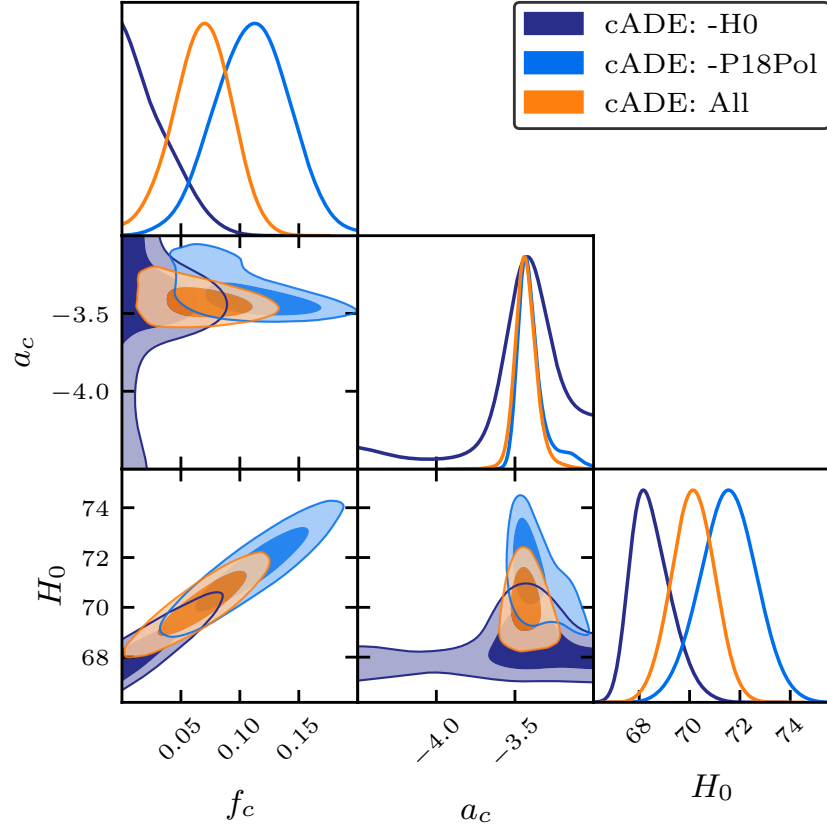 cADE: -H0
cADE: -P18Pol
cADE: All
a_c
−3.5
−4.0
H_0
74
72
70
68
0.05 0.10 0.15
−4.0 −3.5
68 70 72 74
f_c
a_c
H_0